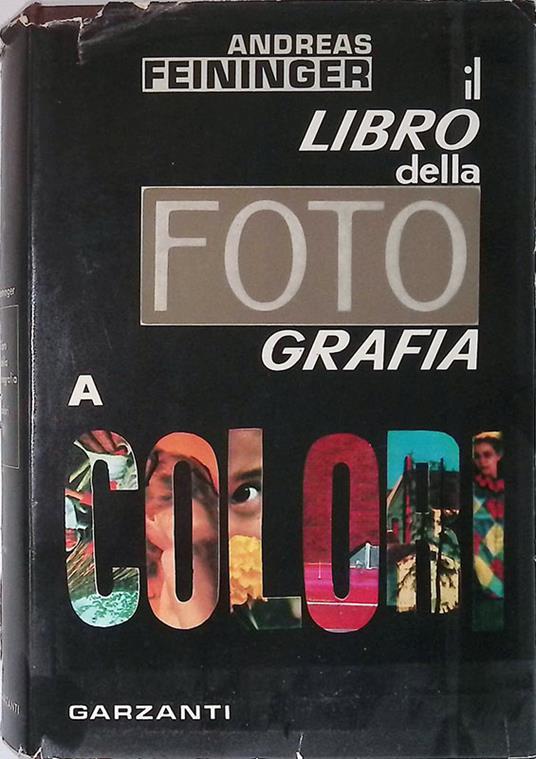 ANDREAS
FEININGER
il
LIBRO
della
FOTO
GRAFIA
A
COLORI
GARZANTI